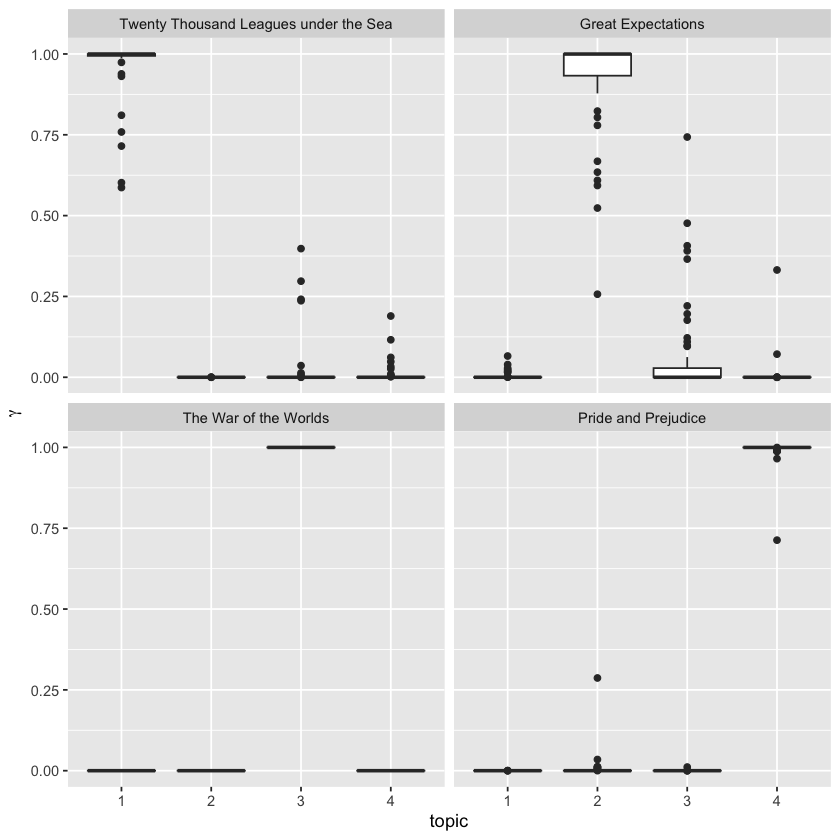 Twenty Thousand Leagues under the Sea
Great Expectations
1.00
0.75
0.50
0.25
0.00
The War of the Worlds
Pride and Prejudice
1.00
0.75
0.50
0.25
0.00
γ
1 2 3 4
1 2 3 4
topic